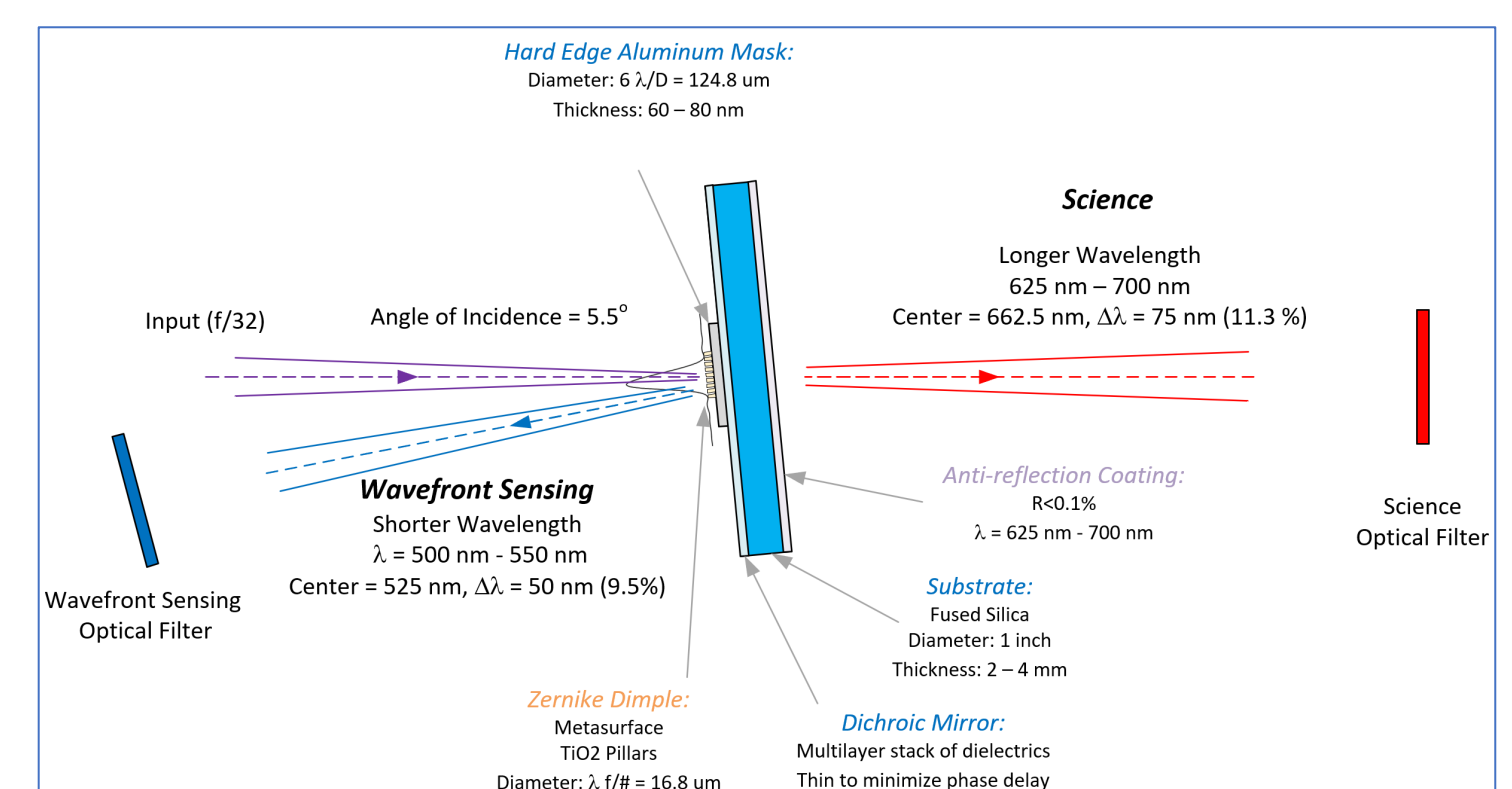 Hard Edge Aluminum Mask:
Diameter: 6 λ/D = 124.8 um
Thickness: 60 – 80 nm
Science
Longer Wavelength
625 nm – 700 nm
Center = 662.5 nm, Δλ = 75 nm (11.3 %)
Input (f/32)
Angle of Incidence = 5.5°
Wavefront Sensing
Shorter Wavelength
λ = 500 nm - 550 nm
Center = 525 nm, Δλ = 50 nm (9.5%)
Wavefront Sensing
Optical Filter
Anti-reflection Coating:
R<0.1%
λ = 625 nm - 700 nm
Science
Optical Filter
Substrate:
Fused Silica
Diameter: 1 inch
Thickness: 2 – 4 mm
Zernike Dimple:
Metasurface
TiO2 Pillars
Diameter: λ f/# = 16.8 um
Dichroic Mirror:
Multilayer stack of dielectrics
Thin to minimize phase delay